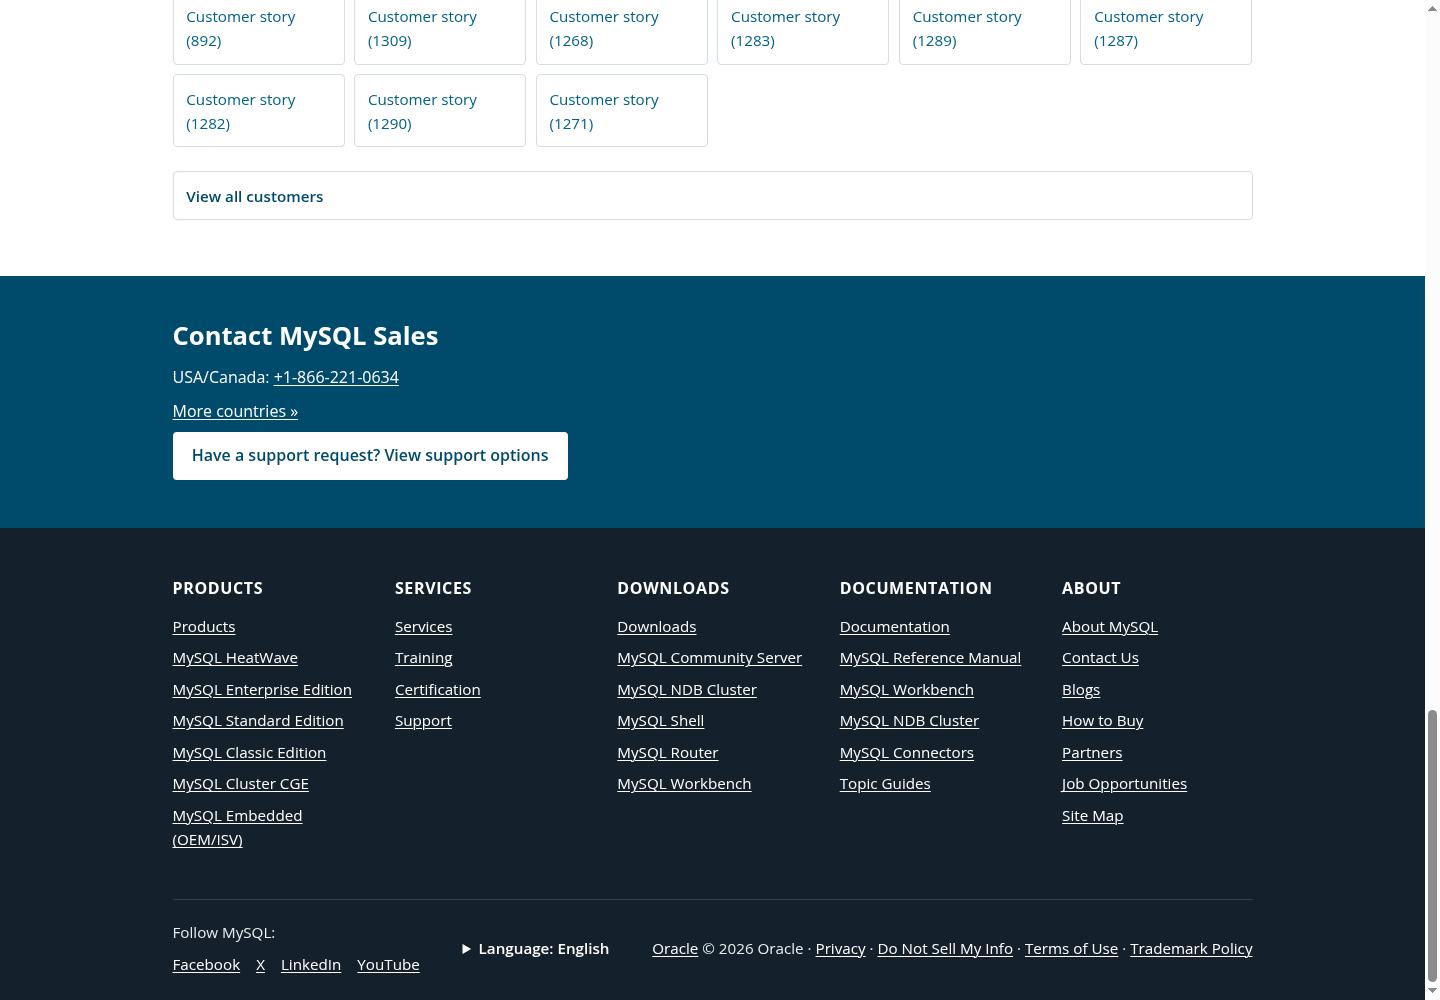 Customer story
(892)
Customer story
(1309)
Customer story
(1268)
Customer story
(1283)
Customer story
(1289)
Customer story
(1287)
Customer story
(1282)
Customer story
(1290)
Customer story
(1271)
View all customers
Contact MySQL Sales
USA/Canada: +1-866-221-0634
More countries »
Have a support request? View support options
PRODUCTS
Products
MySQL HeatWave
MySQL Enterprise Edition
MySQL Standard Edition
MySQL Classic Edition
MySQL Cluster CGE
MySQL Embedded
(OEM/ISV)
SERVICES
Services
Training
Certification
Support
DOWNLOADS
Downloads
MySQL Community Server
MySQL NDB Cluster
MySQL Shell
MySQL Router
MySQL Workbench
DOCUMENTATION
Documentation
MySQL Reference Manual
MySQL Workbench
MySQL NDB Cluster
MySQL Connectors
Topic Guides
ABOUT
About MySQL
Contact Us
Blogs
How to Buy
Partners
Job Opportunities
Site Map
Follow MySQL:
Facebook X LinkedIn YouTube
Language: English
Oracle © 2026 Oracle · Privacy · Do Not Sell My Info · Terms of Use · Trademark Policy